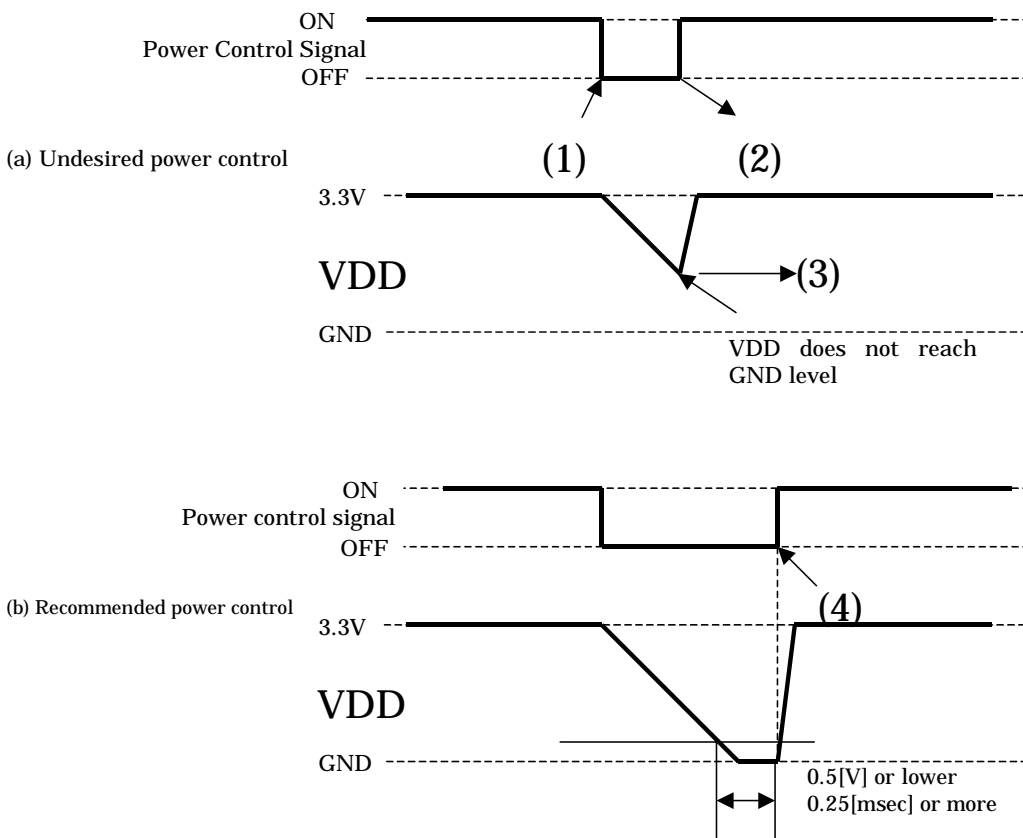 ON
Power Control Signal
OFF
(1)
(2)
(a) Undesired power control
3.3V
VDD
(3)
GND
VDD does not reach
GND level
ON
Power control signal
OFF
(4)
(b) Recommended power control
3.3V
VDD
GND
0.5[V] or lower
0.25[msec] or more